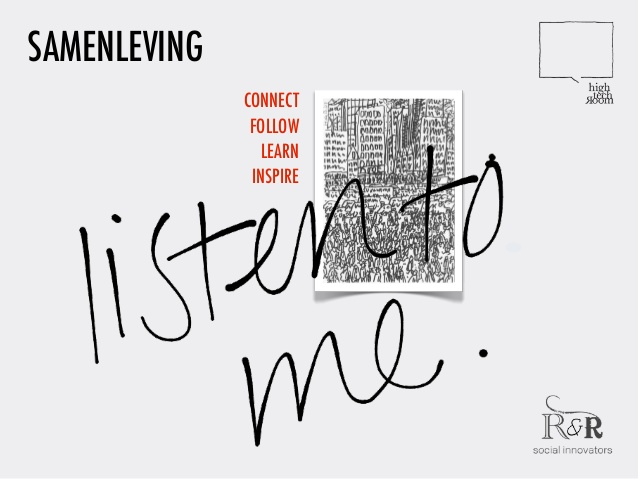 SAMENLEVING
high
tech
Room
CONNECT
FOLLOW
LEARN
INSPIRE
listen to
me.
R&R
social innovators